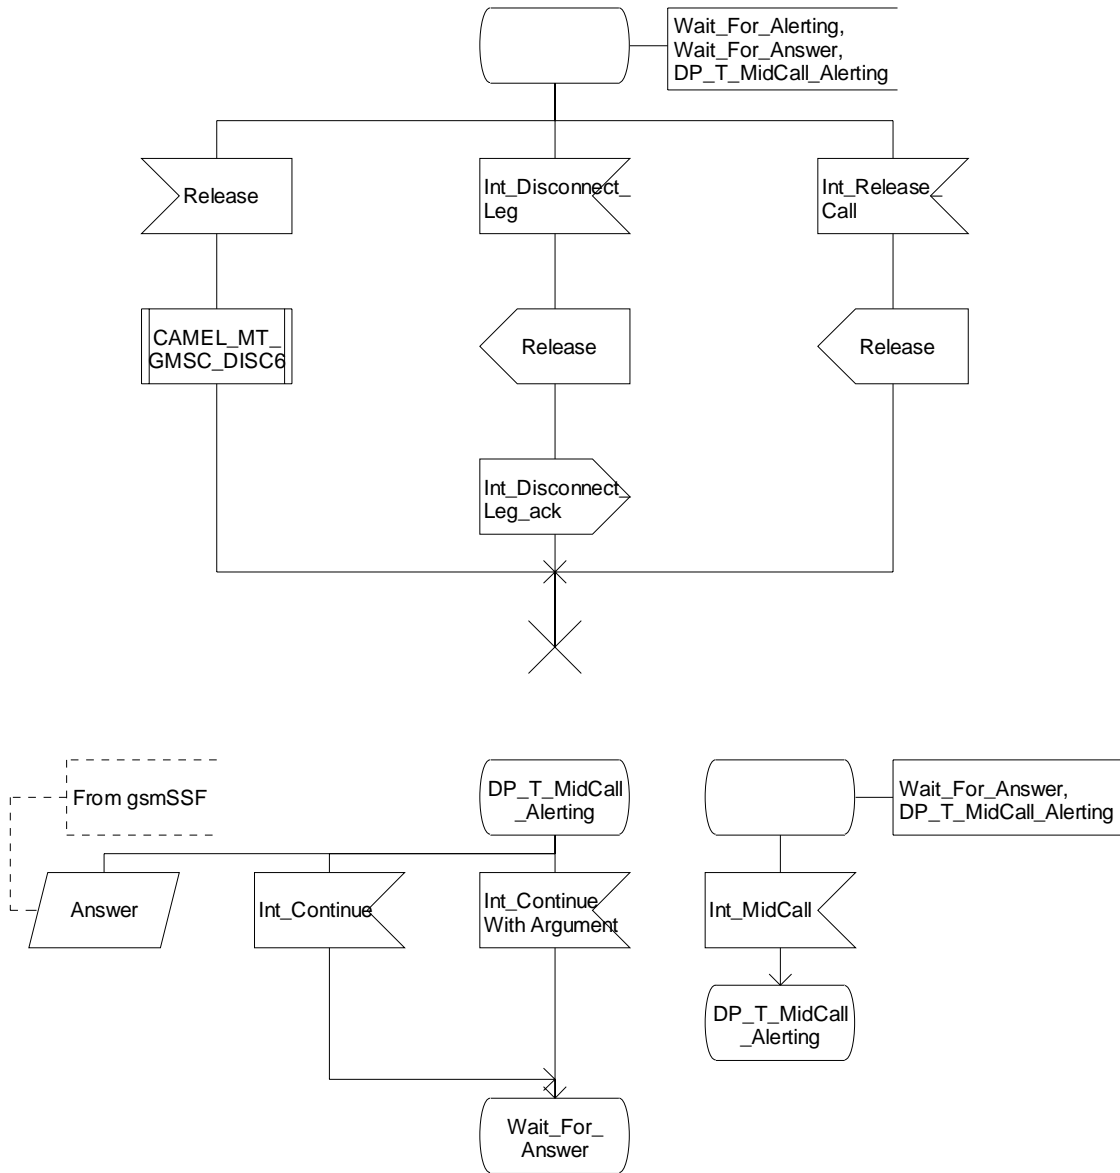 Wait_For_Alerting,
Wait_For_Answer,
DP_T_MidCall_Alerting
Release
Int_Disconnect_
Leg
Int_Release_
Call
CAMEL_MT_
GMSC_DISC6
Release
Release
Int_Disconnect_
Leg_ack
From gsmSSF
DP_T_MidCall
_Alerting
Wait_For_Answer,
DP_T_MidCall_Alerting
Answer
Int_Continue
Int_Continue_
With Argument
Int_MidCall
DP_T_MidCall
_Alerting
Wait_For_
Answer